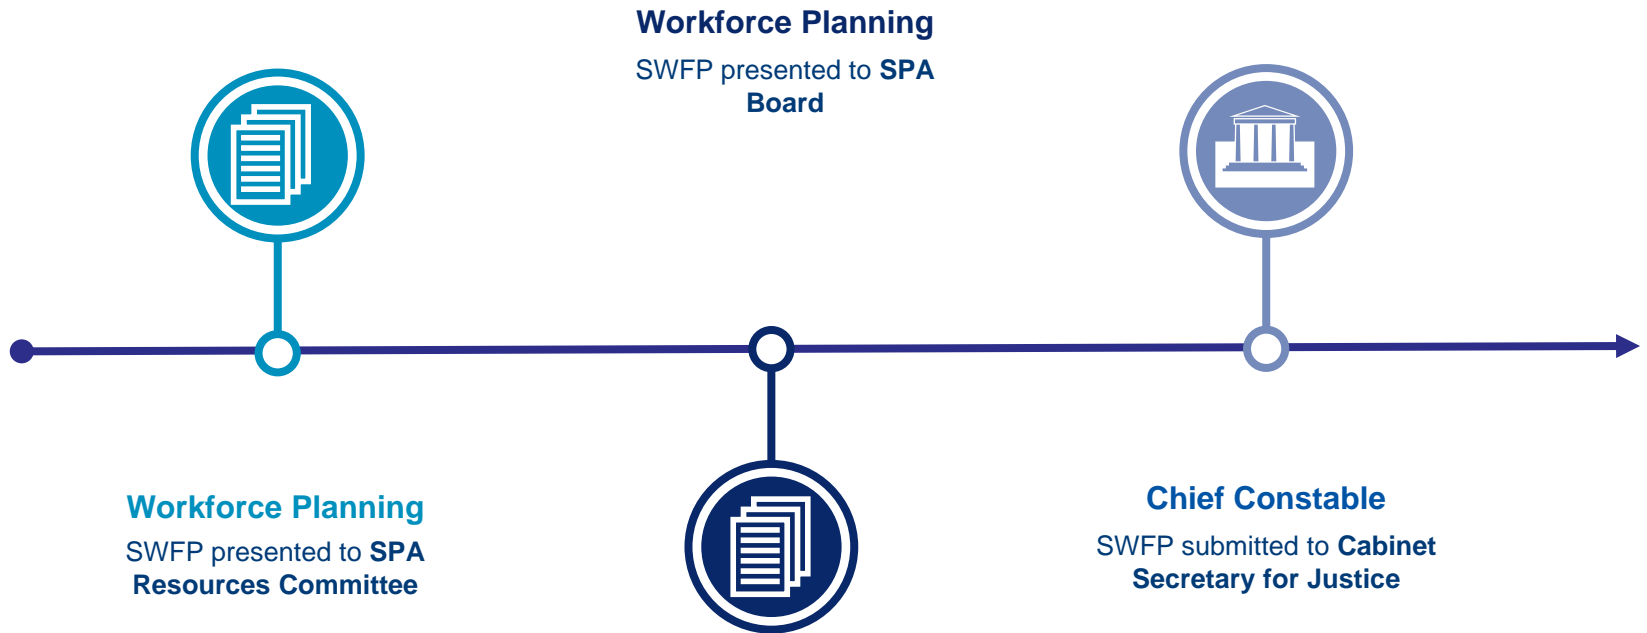 Workforce Planning
SWFP presented to SPA
Board
Workforce Planning
SWFP presented to SPA
Resources Committee
Chief Constable
SWFP submitted to Cabinet
Secretary for Justice